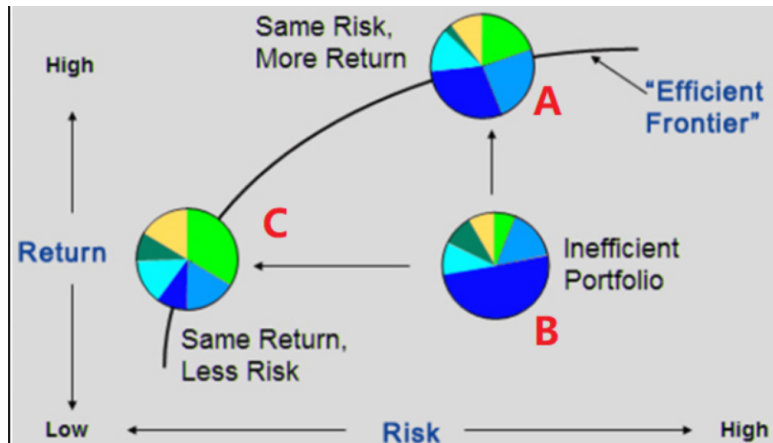 Same Risk,
More Return
High
A
"Efficient
Frontier"
C
Return
Inefficient
Portfolio
B
Same Return,
Less Risk
Low
Risk
High